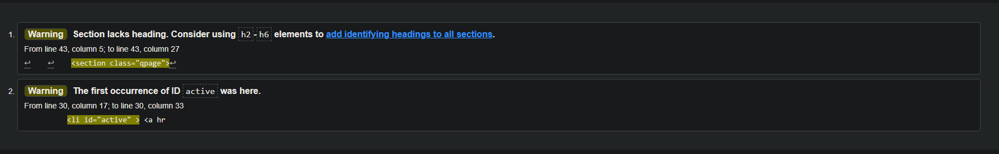 1. Warning Section lacks heading. Consider using h2-h6 elements to add identifying headings to all sections.
From line 43, column 5; to line 43, column 27
↩ ↩ <section class="qpage">↩
2. Warning The first occurrence of ID active was here.
From line 30, column 17; to line 30, column 33
<li id="active" > <a hr